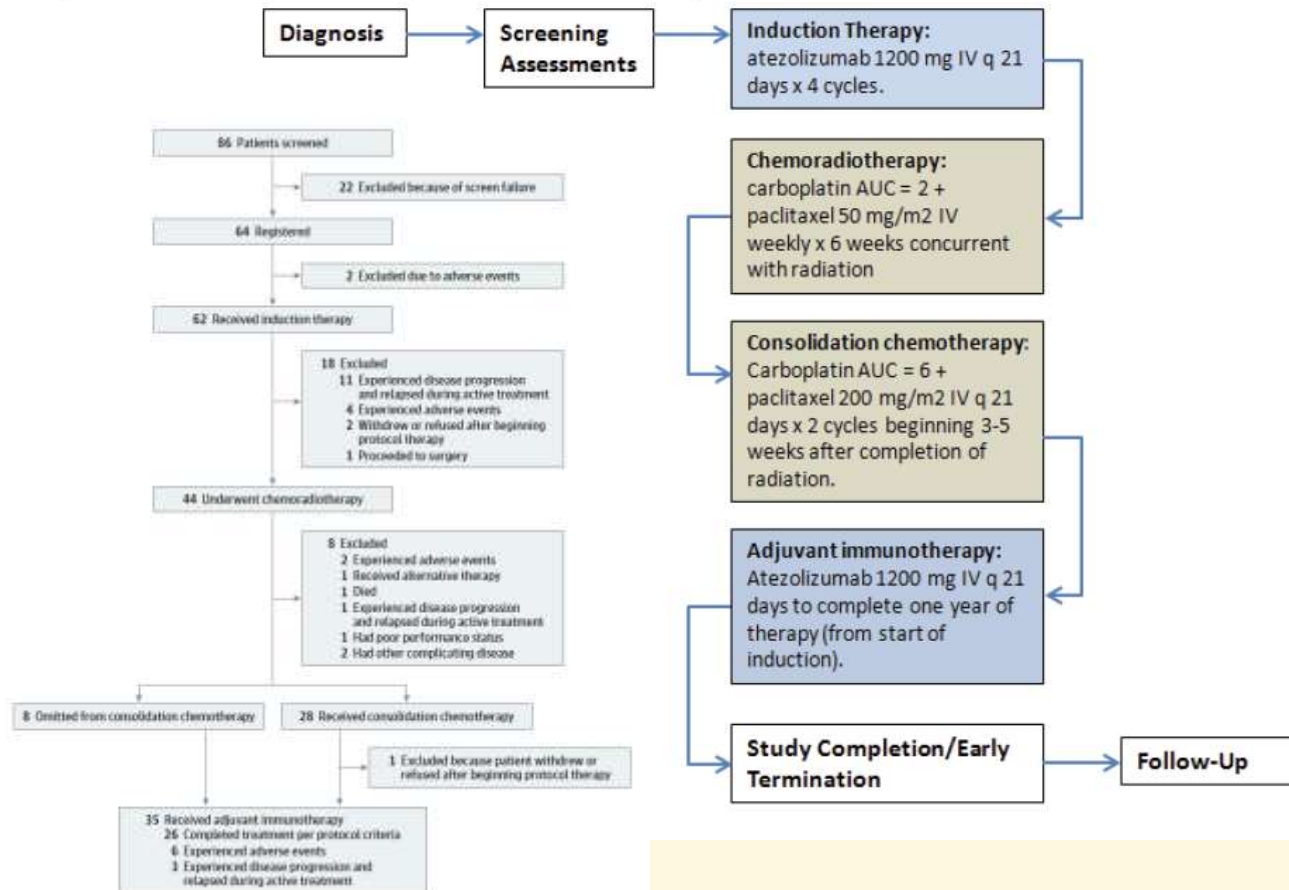 Diagnosis
Screening
Assessments
Induction Therapy:
atezolizumab 1200 mg IV q 21
days x 4 cycles.
Chemoradiotherapy:
carboplatin AUC = 2 +
paclitaxel 50 mg/m2 IV
weekly x 6 weeks concurrent
with radiation
Consolidation chemotherapy:
Carboplatin AUC = 6 +
paclitaxel 200 mg/m2 IV q 21
days x 2 cycles beginning 3-5
weeks after completion of
radiation.
Adjuvant immunotherapy:
Atezolizumab 1200 mg IV q 21
days to complete one year of
therapy (from start of
induction).
Study Completion/Early
Termination
Follow-Up
86 Patients screened
22 Excluded because of screen failure
64 Registered
2 Excluded due to adverse events
62 Received induction therapy
18 Excluded
11 Experienced disease progression
and relapsed during active treatment
4 Experienced adverse events
2 Withdrew or refused after beginning
protocol therapy
1 Proceeded to surgery
44 Underwent chemoradiotherapy
8 Excluded
2 Experienced adverse events
1 Received alternative therapy
1 Died
1 Experienced disease progression
and relapsed during active treatment
1 Had poor performance status
2 Had other complicating disease
8 Omitted from consolidation chemotherapy
28 Received consolidation chemotherapy
1 Excluded because patient withdrew or
refused after beginning protocol therapy
35 Received adjuvant immunotherapy
26 Completed treatment per protocol criteria
6 Experienced adverse events
3 Experienced disease progression and
relapsed during active treatment